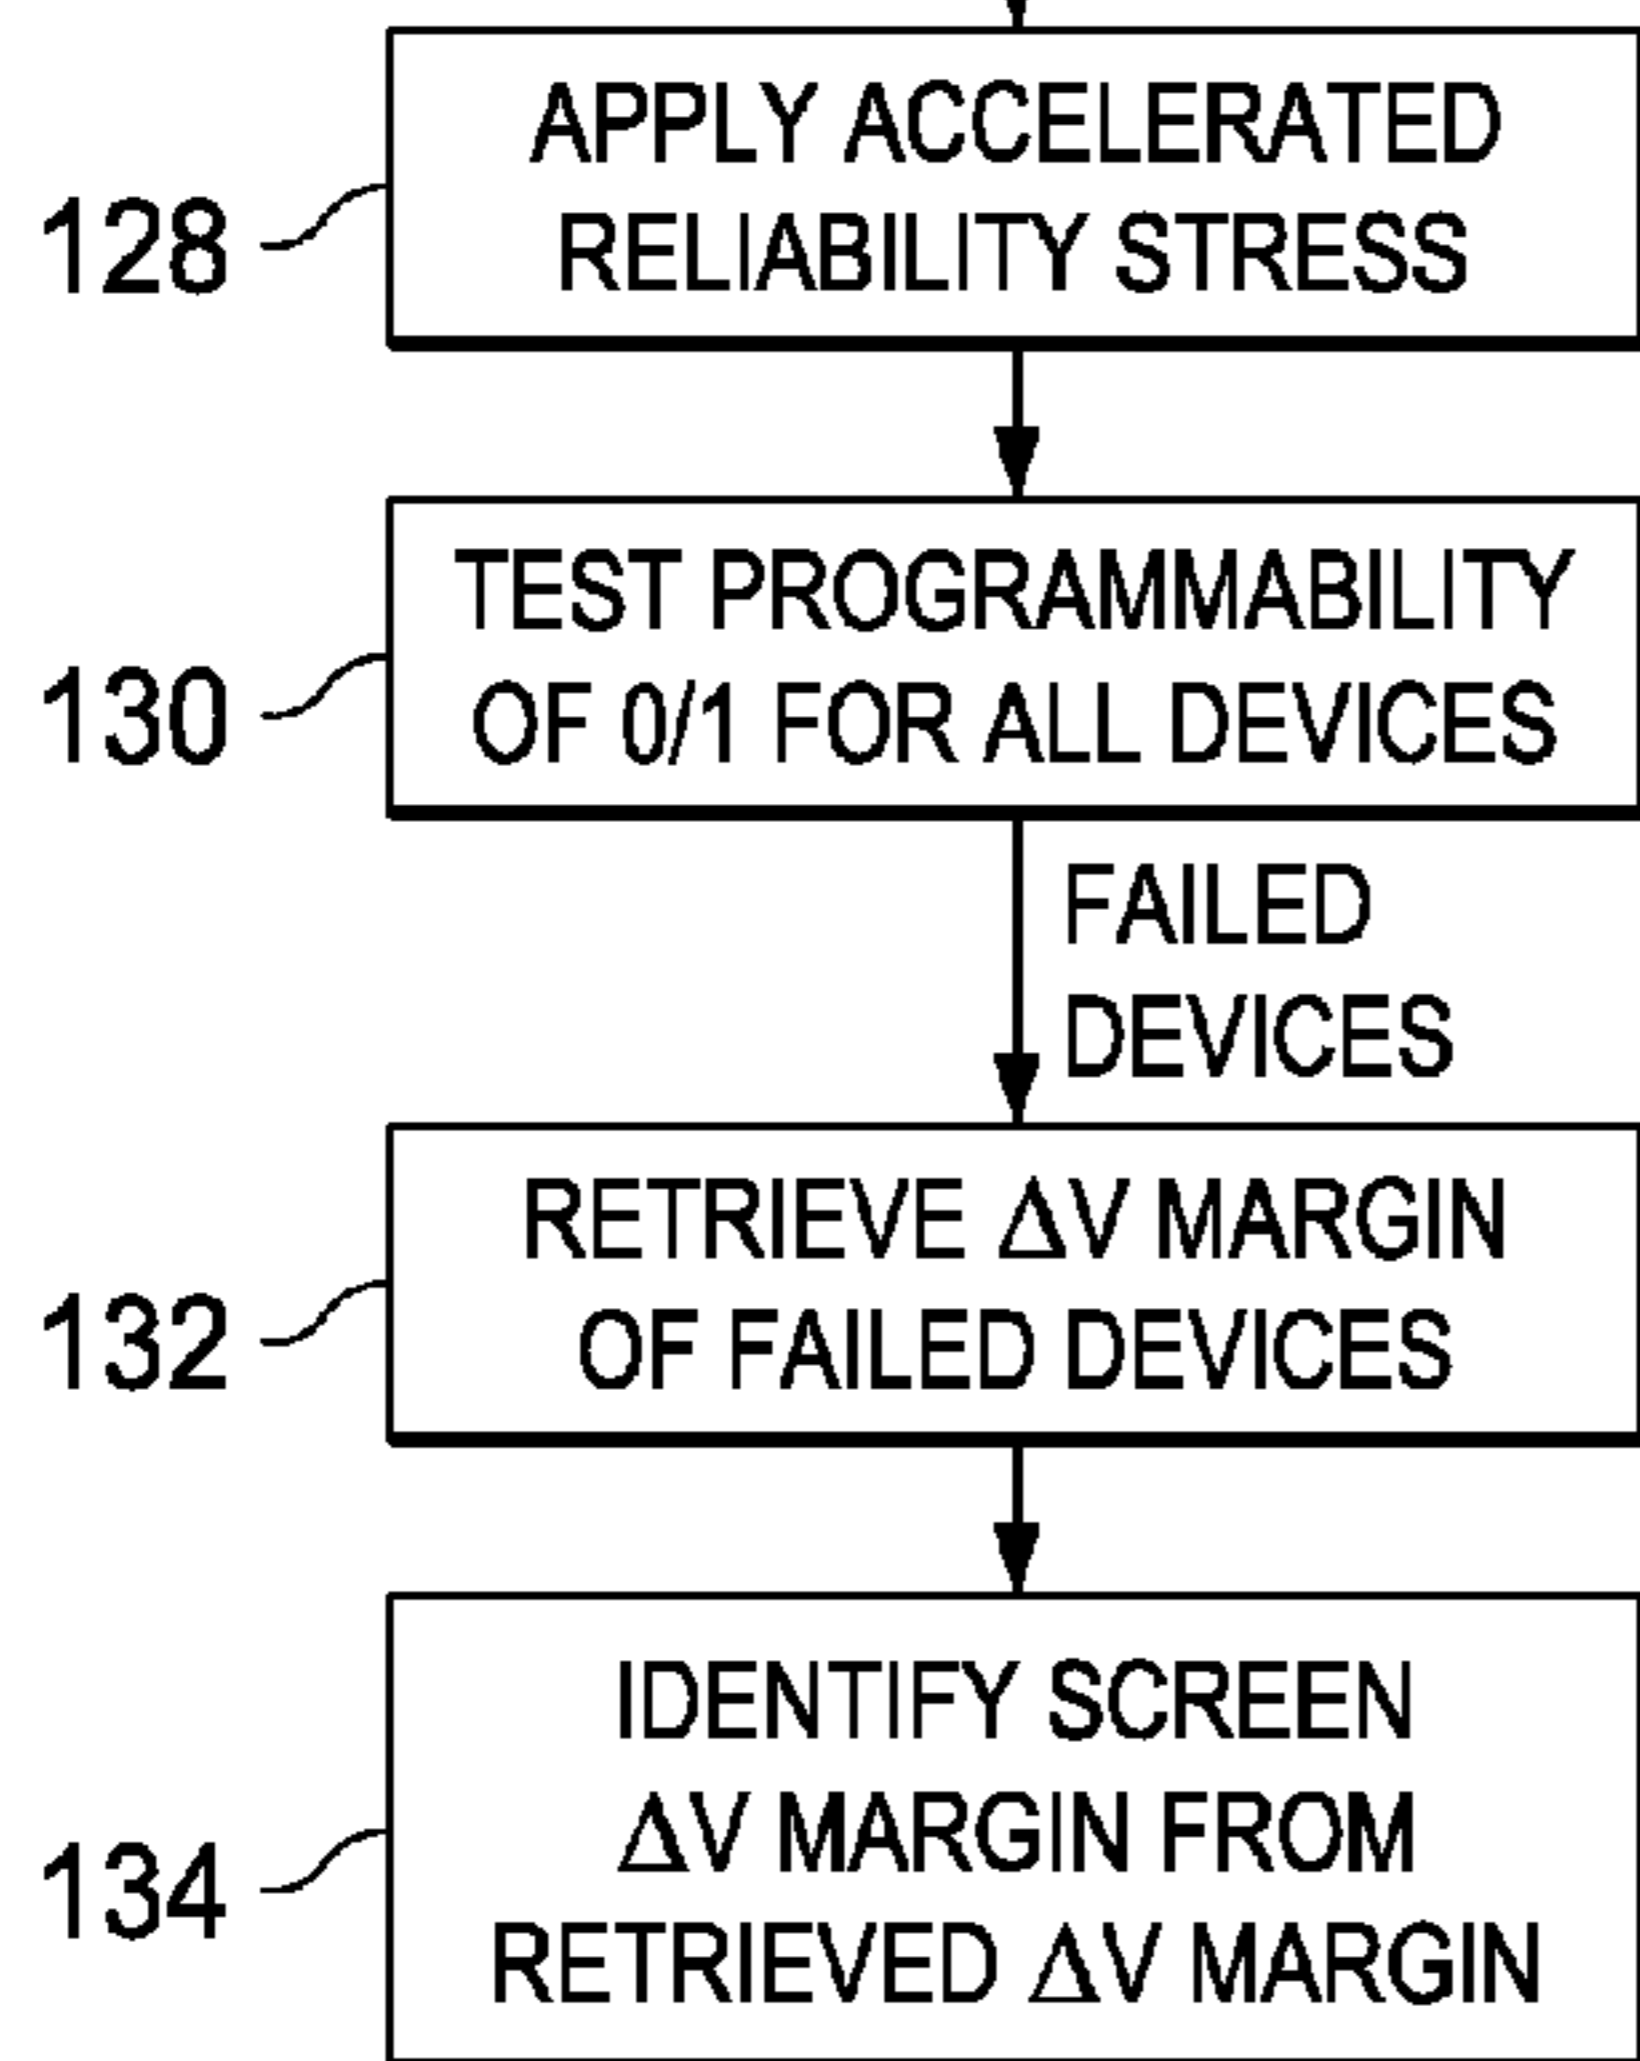 APPLY ACCELERATED
RELIABILITY STRESS
128
TEST PROGRAMMABILITY
OF 0/1 FOR ALL DEVICES
130
FAILED
DEVICES
RETRIEVE ΔV MARGIN
OF FAILED DEVICES
132
IDENTIFY SCREEN
ΔV MARGIN FROM
RETRIEVED ΔV MARGIN
134